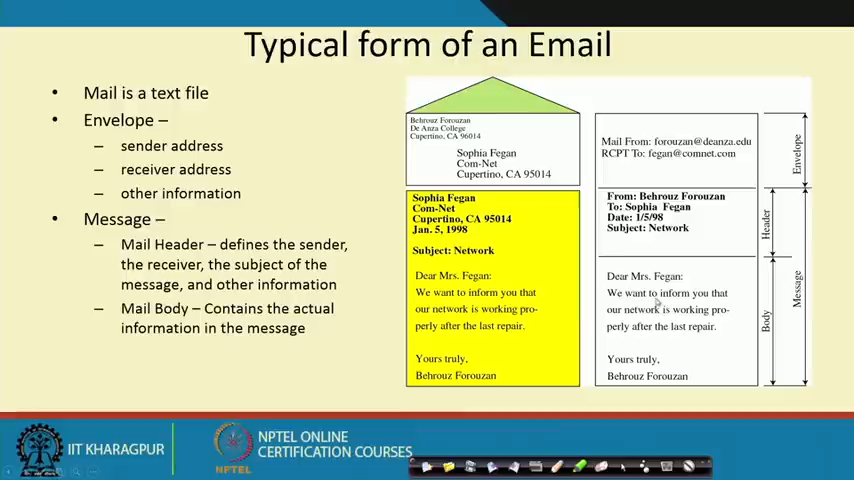 Typical form of an Email
• Mail is a text file
• Envelope –
– sender address
– receiver address
– other information
• Message –
– Mail Header – defines the sender,
the receiver, the subject of the
message, and other information
– Mail Body – Contains the actual
information in the message
Behrouz Forouzan
De Anza College
Cupertino, CA 96014
Sophia Fegan
Com-Net
Cupertino, CA 95014
Sophia Fegan
Com-Net
Cupertino, CA 95014
Jan. 5, 1998
Subject: Network
Dear Mrs. Fegan:
We want to inform you that
our network is working pro-
perly after the last repair.
Yours truly,
Behrouz Forouzan
Mail From: forouzan@deanza.edu
RCPT To: fegan@comnet.com
From: Behrouz Forouzan
To: Sophia Fegan
Date: 1/5/98
Subject: Network
Dear Mrs. Fegan:
We want to inform you that
our network is working pro-
perly after the last repair.
Yours truly,
Behrouz Forouzan
Envelope
Header
Body
Message
IIT KHARAGPUR
NPTEL
NPTEL ONLINE
CERTIFICATION COURSES